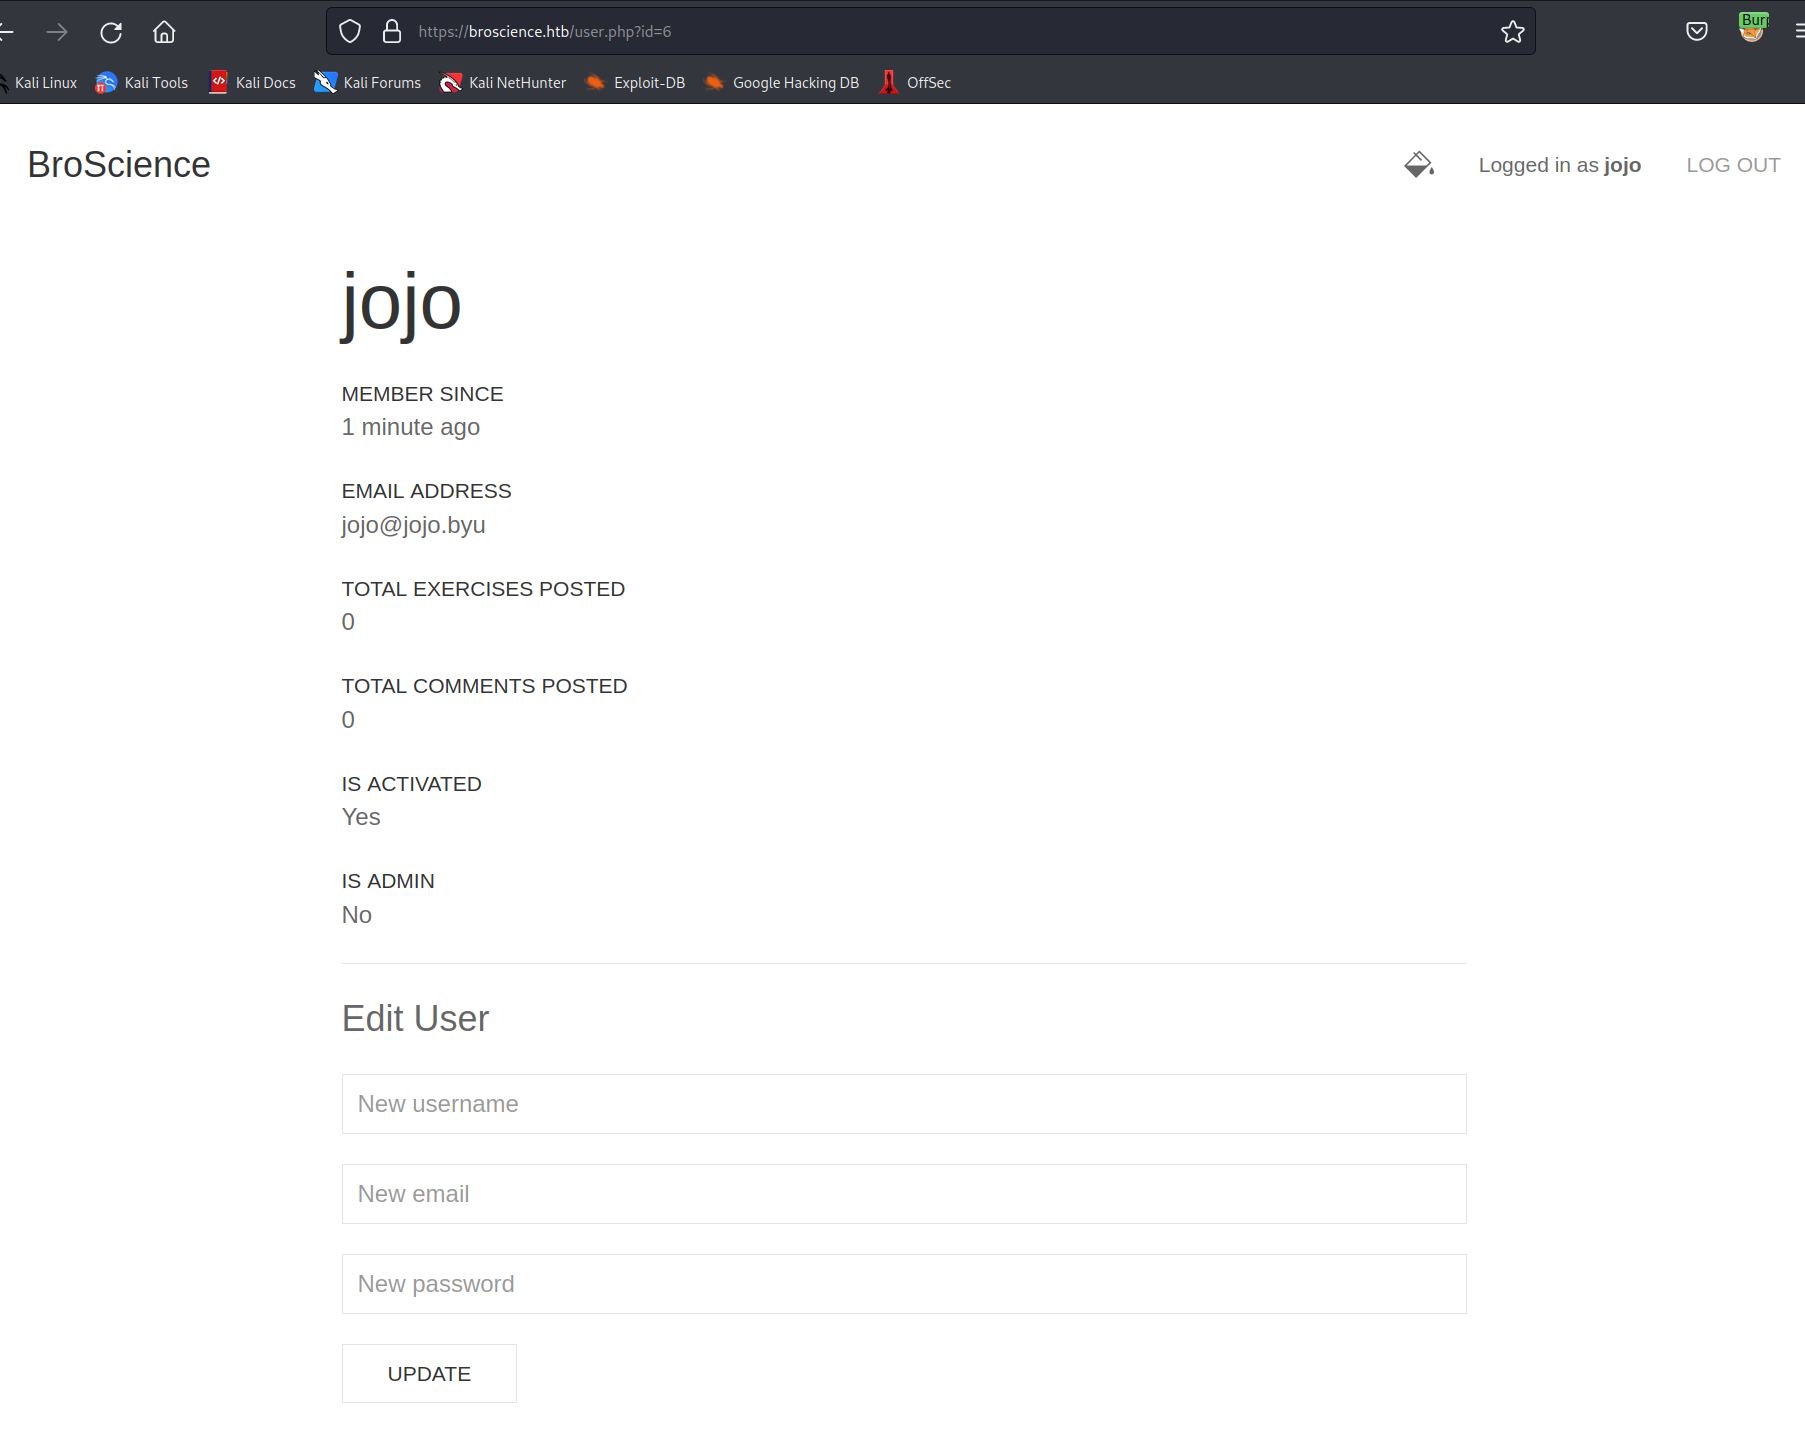 https://broscience.htb/user.php?id=6
Burp
Kali Linux Kali Tools Kali Docs Kali Forums Kali NetHunter Exploit-DB Google Hacking DB OffSec
BroScience
Logged in as jojo LOG OUT
jojo
MEMBER SINCE
1 minute ago
EMAIL ADDRESS
jojo@jojo.byu
TOTAL EXERCISES POSTED
0
TOTAL COMMENTS POSTED
0
IS ACTIVATED
Yes
IS ADMIN
No
Edit User
New username
New email
New password
UPDATE